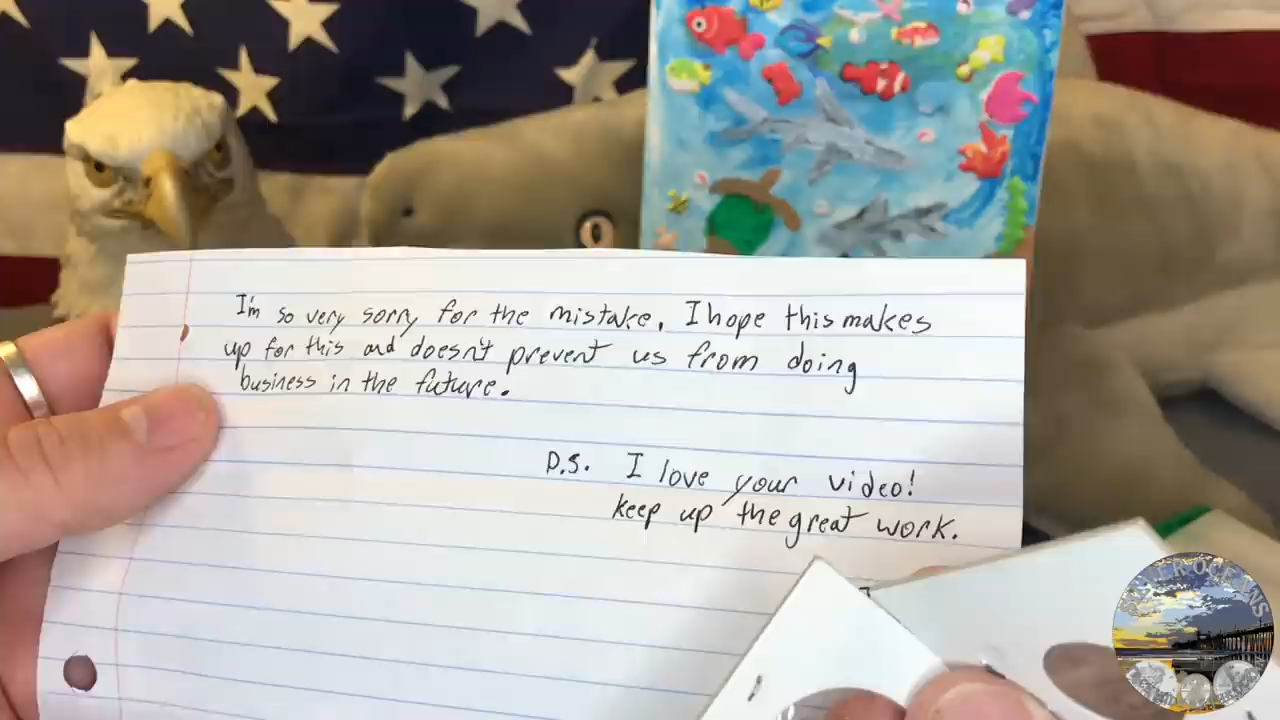 I'm so very sorry for the mistake. I hope this makes
up for this and doesn't prevent us from doing
business in the future.
P.S. I love your video!
keep up the great work.